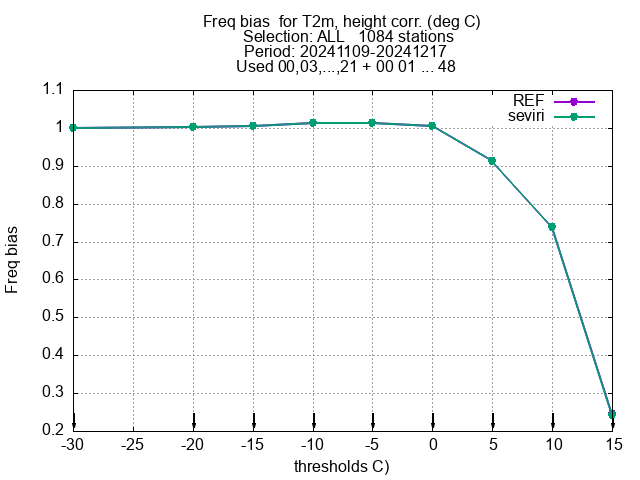 Freq bias  for T2m, height corr. (deg C)
Selection: ALL   1084 stations
Period: 20241109-20241217
Used 00,03,...,21 + 00 01 ... 48
REF
seviri
1.1
1
0.9
0.8
0.7
0.6
0.5
0.4
0.3
0.2
Freq bias
-30
-25
-20
-15
-10
-5
0
5
10
15
thresholds C)